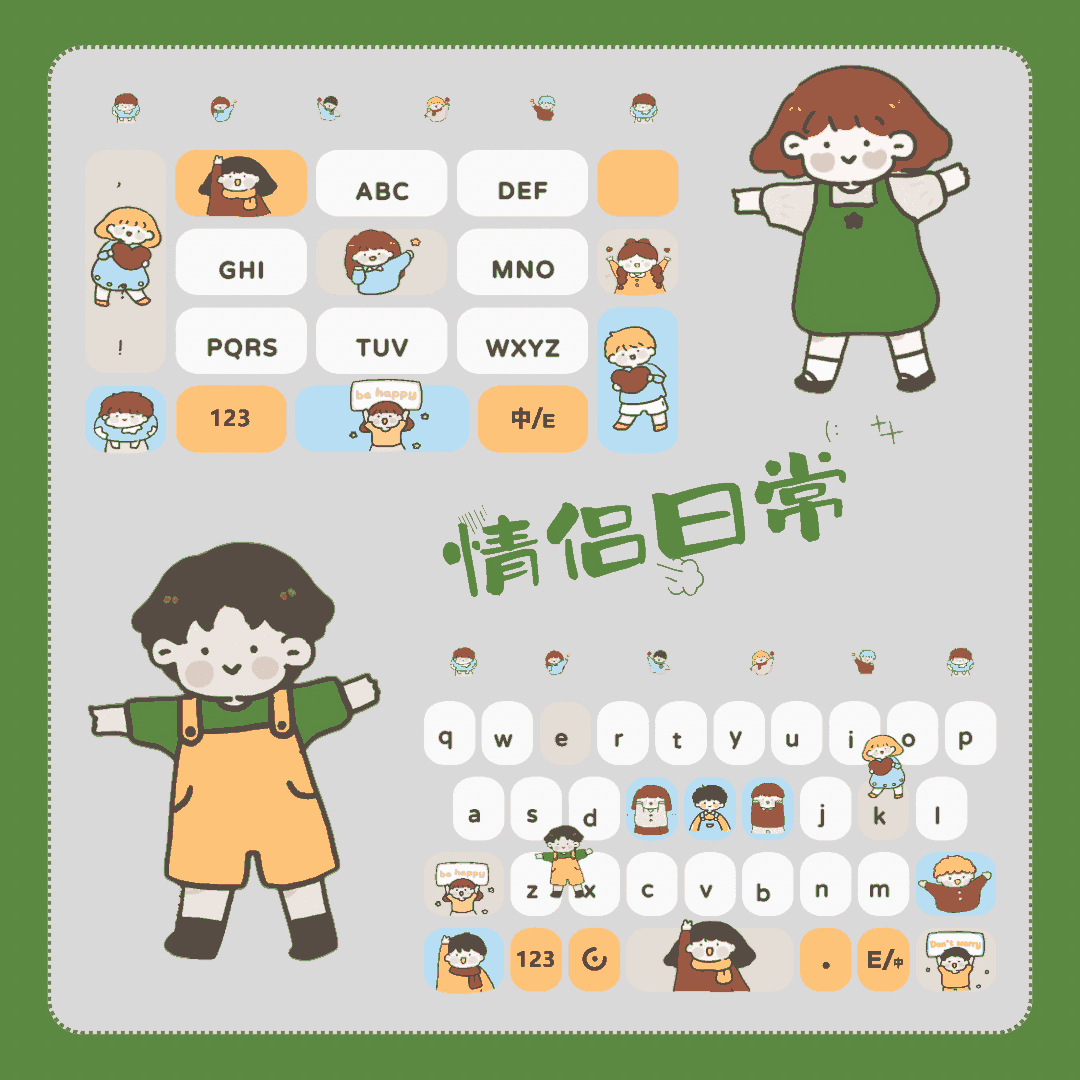 ,
ABC DEF
GHI MNO
! PQRS TUV WXYZ
be happy
123 中/E
(:
情侣日常
q w e r t y u i o p
a s d j k l
be happy
z x c v b n m
Don't worry
123 . E/中